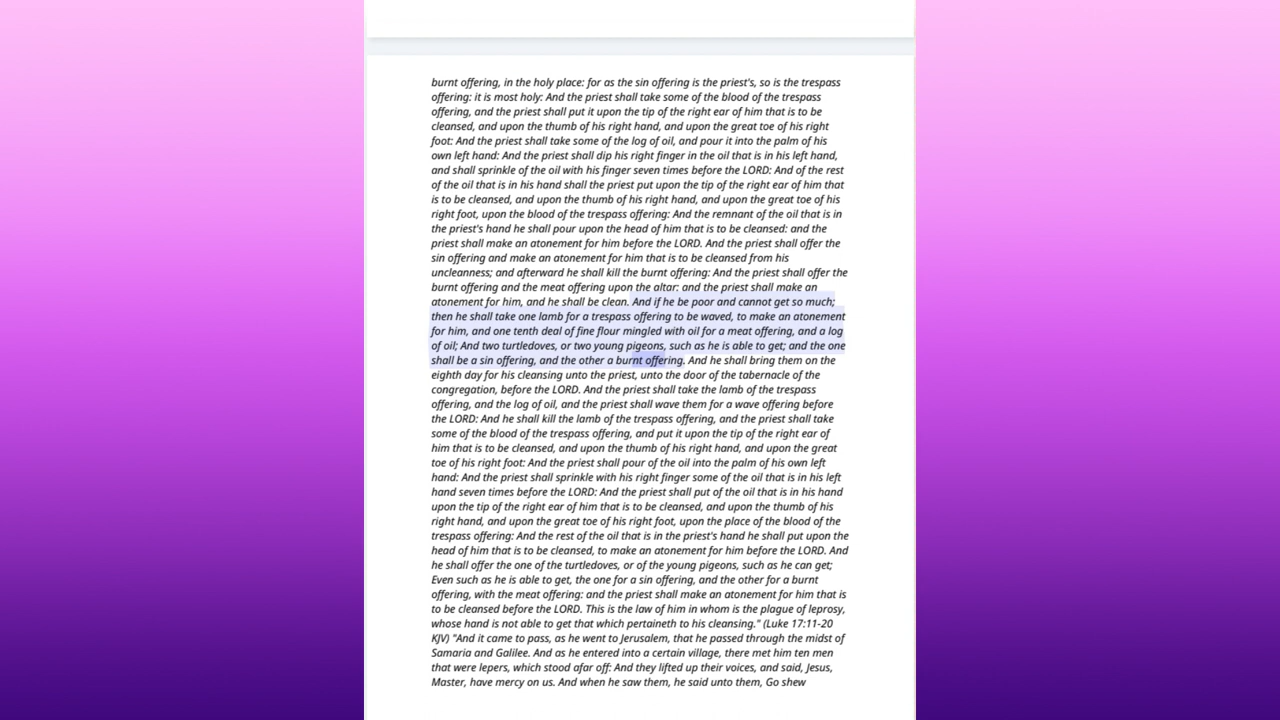 burnt offering, in the holy place: for as the sin offering is the priest's, so is the trespass
offering: it is most holy: And the priest shall take some of the blood of the trespass
offering, and the priest shall put it upon the tip of the right ear of him that is to be
cleansed, and upon the thumb of his right hand, and upon the great toe of his right
foot: And the priest shall take some of the log of oil, and pour it into the palm of his
own left hand: And the priest shall dip his right finger in the oil that is in his left hand,
and shall sprinkle of the oil with his finger seven times before the LORD: And of the rest
of the oil that is in his hand shall the priest put upon the tip of the right ear of him that
is to be cleansed, and upon the thumb of his right hand, and upon the great toe of his
right foot, upon the blood of the trespass offering: And the remnant of the oil that is in
the priest's hand he shall pour upon the head of him that is to be cleansed: and the
priest shall make an atonement for him before the LORD. And the priest shall offer the
sin offering and make an atonement for him that is to be cleansed from his
uncleanness; and afterward he shall kill the burnt offering: And the priest shall offer the
burnt offering and the meat offering upon the altar: and the priest shall make an
atonement for him, and he shall be clean. And if he be poor and cannot get so much;
then he shall take one lamb for a trespass offering to be waved, to make an atonement
for him, and one tenth deal of fine flour mingled with oil for a meat offering, and a log
of oil; And two turtledoves, or two young pigeons, such as he is able to get; and the one
shall be a sin offering, and the other a burnt offering. And he shall bring them on the
eighth day for his cleansing unto the priest, unto the door of the tabernacle of the
congregation, before the LORD. And the priest shall take the lamb of the trespass
offering, and the log of oil, and the priest shall wave them for a wave offering before
the LORD: And he shall kill the lamb of the trespass offering, and the priest shall take
some of the blood of the trespass offering, and put it upon the tip of the right ear of
him that is to be cleansed, and upon the thumb of his right hand, and upon the great
toe of his right foot: And the priest shall pour of the oil into the palm of his own left
hand: And the priest shall sprinkle with his right finger some of the oil that is in his left
hand seven times before the LORD: And the priest shall put of the oil that is in his hand
upon the tip of the right ear of him that is to be cleansed, and upon the thumb of his
right hand, and upon the great toe of his right foot, upon the place of the blood of the
trespass offering: And the rest of the oil that is in the priest's hand he shall put upon the
head of him that is to be cleansed, to make an atonement for him before the LORD. And
he shall offer the one of the turtledoves, or of the young pigeons, such as he can get;
Even such as he is able to get, the one for a sin offering, and the other for a burnt
offering, with the meat offering: and the priest shall make an atonement for him that is
to be cleansed before the LORD. This is the law of him in whom is the plague of leprosy,
whose hand is not able to get that which pertaineth to his cleansing." (Luke 17:11-20
KJV) "And it came to pass, as he went to Jerusalem, that he passed through the midst of
Samaria and Galilee. And as he entered into a certain village, there met him ten men
that were lepers, which stood afar off: And they lifted up their voices, and said, Jesus,
Master, have mercy on us. And when he saw them, he said unto them, Go shew